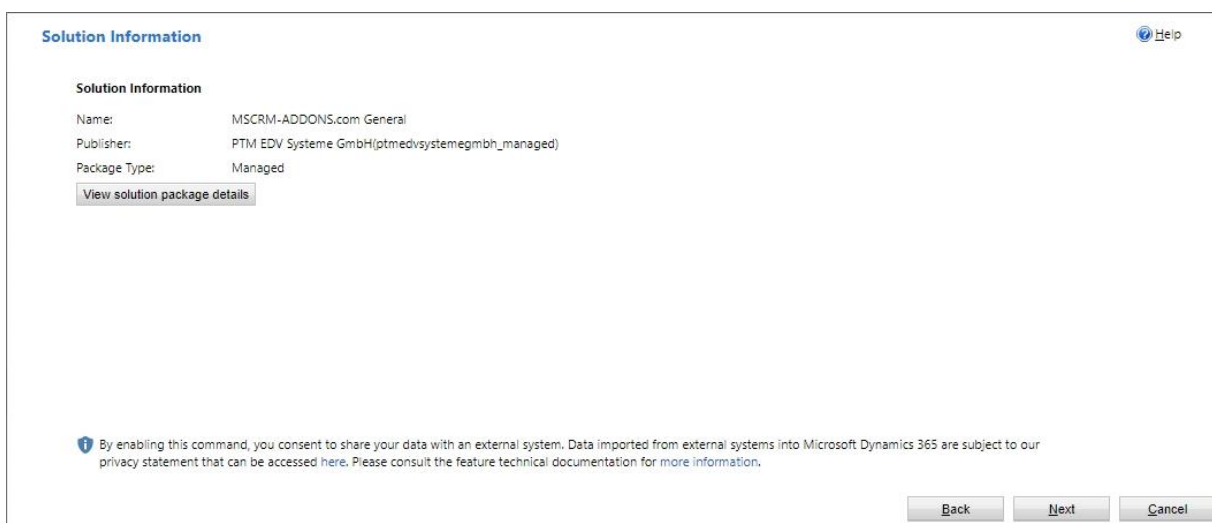 Solution Information
Help
Solution Information
Name: MSCRM-ADDONS.com General
Publisher: PTM EDV Systeme GmbH(ptmedvsystemegmbh_managed)
Package Type: Managed
View solution package details
By enabling this command, you consent to share your data with an external system. Data imported from external systems into Microsoft Dynamics 365 are subject to our
privacy statement that can be accessed here. Please consult the feature technical documentation for more information.
Back Next Cancel